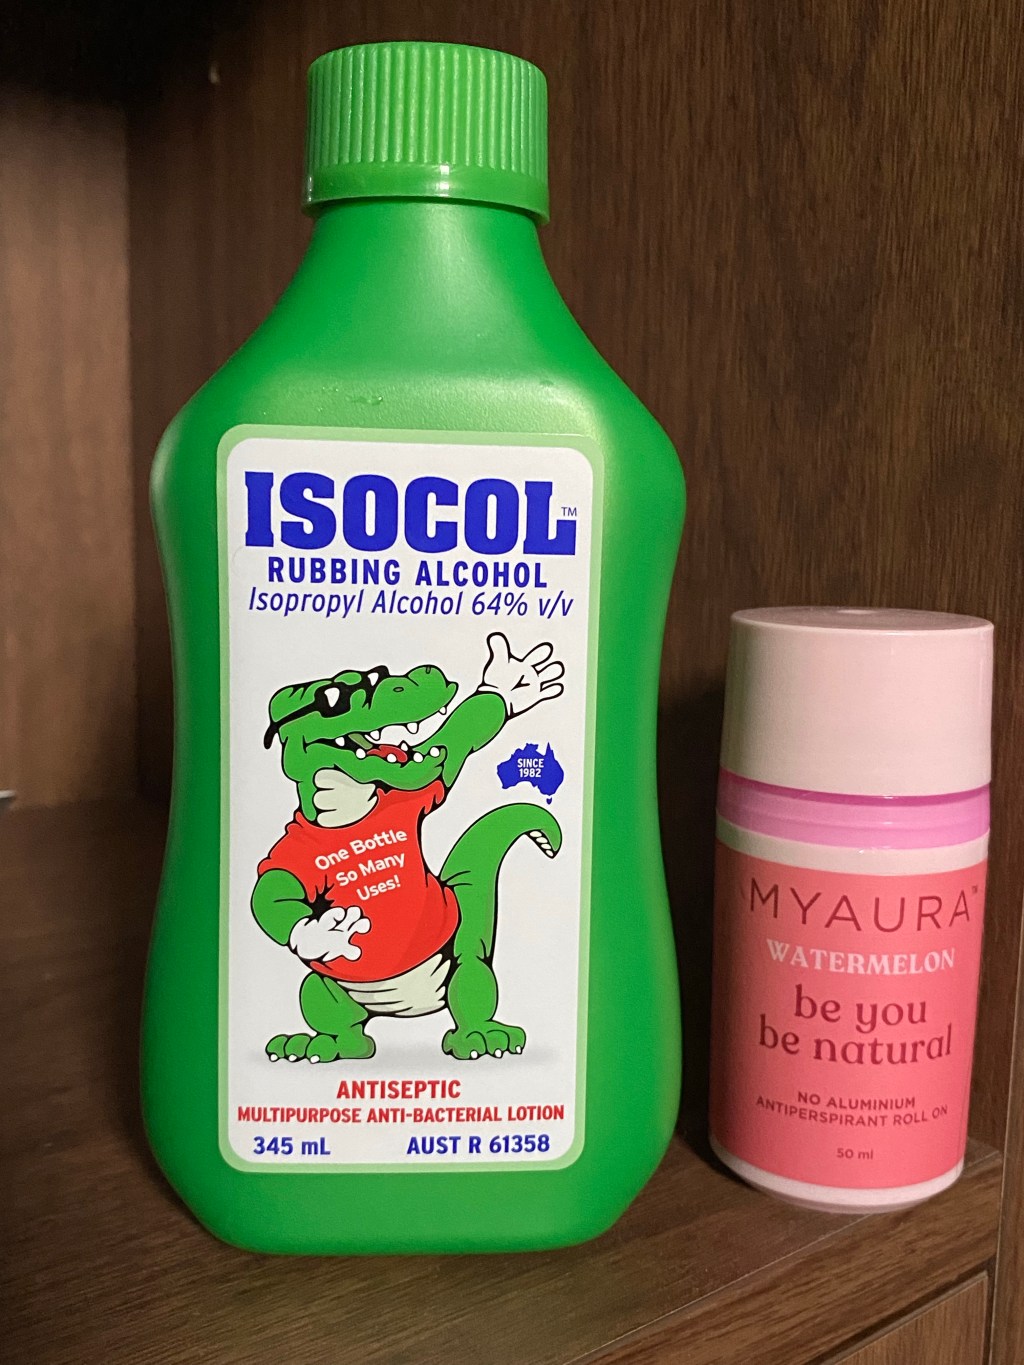 ISOCOL™
RUBBING ALCOHOL
Isopropyl Alcohol 64% v/v
SINCE
1982
One Bottle
So Many
Uses!
ANTISEPTIC
MULTIPURPOSE ANTI-BACTERIAL LOTION
345 mL AUST R 61358
MYAURA™
WATERMELON
be you
be natural
NO ALUMINIUM
ANTIPERSPIRANT ROLL ON
50 ml